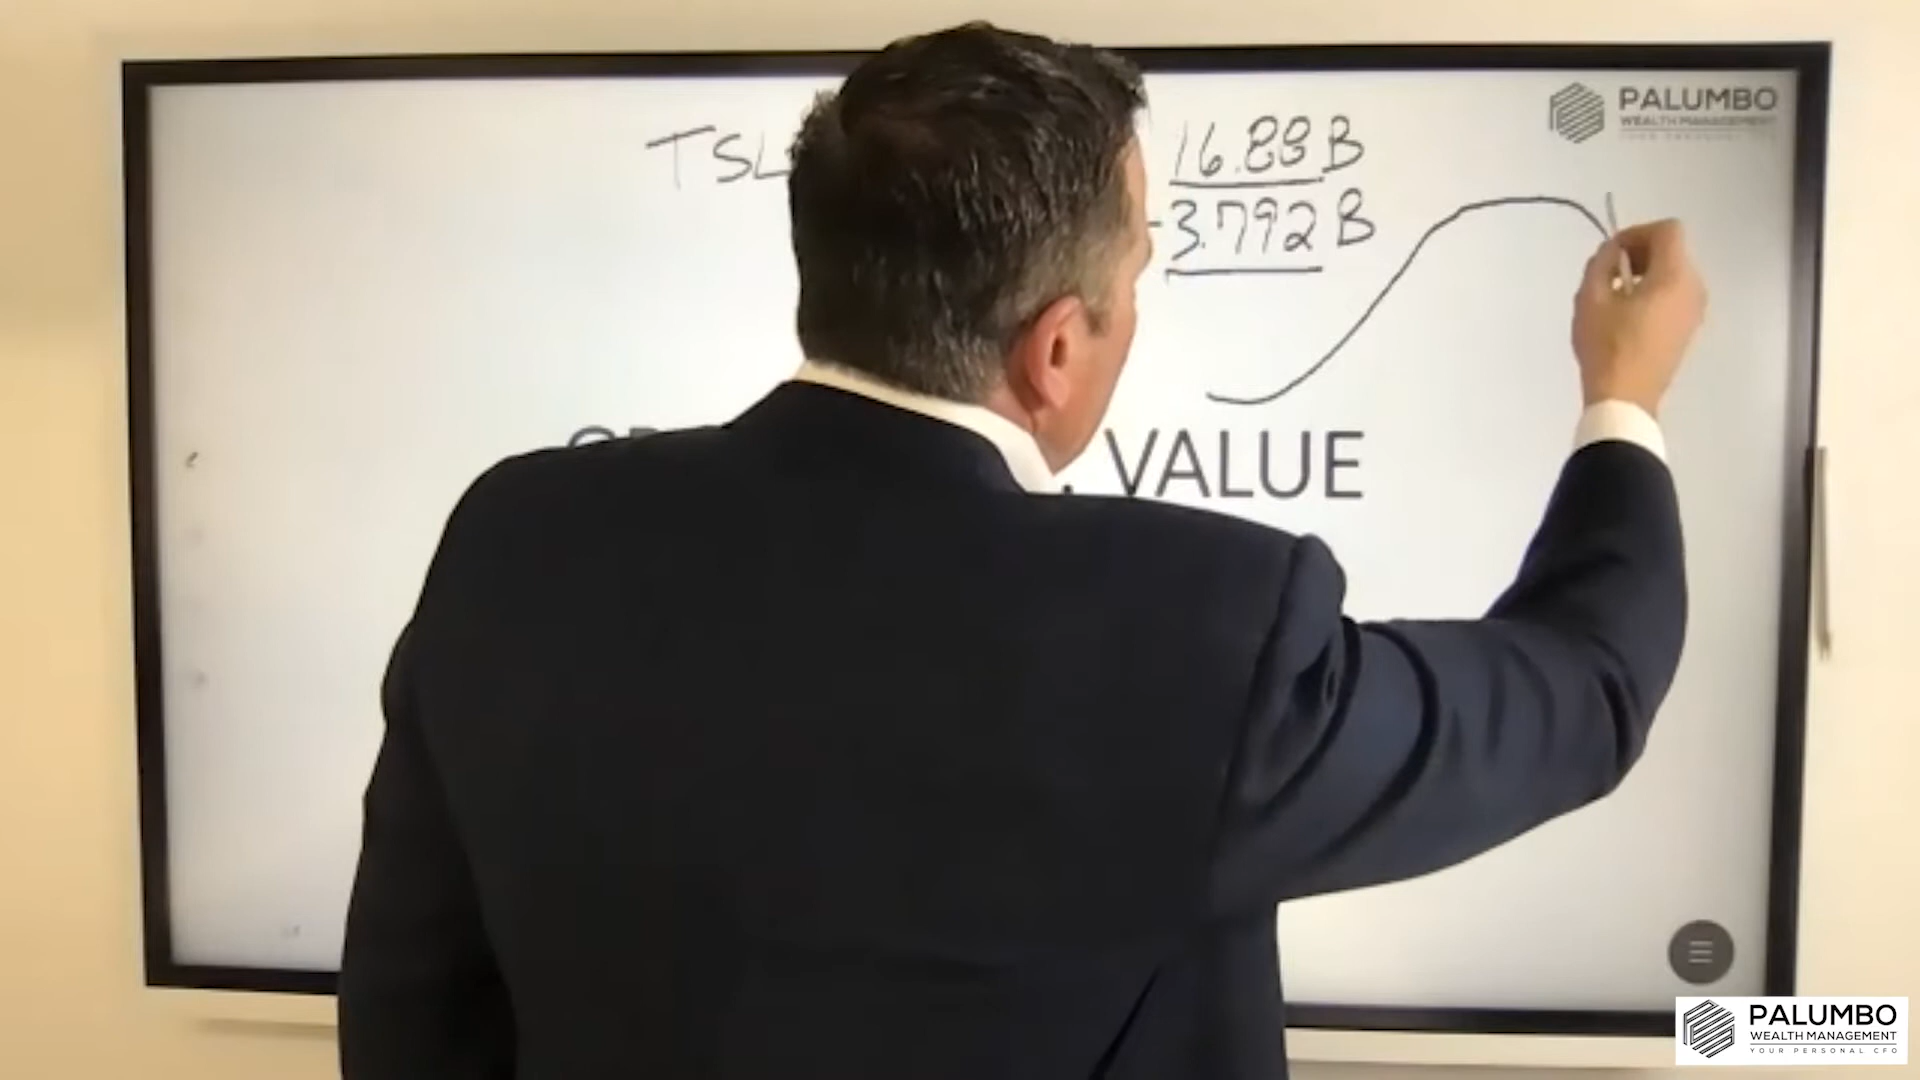 PALUMBO
WEALTH MANAGEMENT
TSL
16.88 B
-3.792 B
VALUE
PALUMBO
WEALTH MANAGEMENT
YOUR PERSONAL CFO